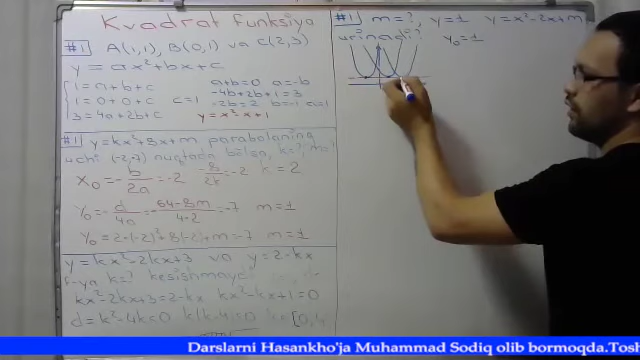 Kvadrat funksiya
#1 A(1,1), B(0,1) va C(2,3)
y = ax²+bx+c
1 = a+b+c
1 = 0+0+c c=1
3 = 4a+2b+c
a+b=0 a=-b
-4b+2b+1=3
-2b=2 b=-1 a=1
y=x²-x+1
#1 y=kx²+8x+m parabolaning
uchi (-2,-7) nuqtada bo'lsa, k=? m=?
x₀=-b/2a=-2 -8/2k=-2 k=2
y₀=-d/4a=-(64-8m)/(4·2)=-7 m=1
y₀=2·(-2)²+8(-2)+m=-7 m=1
y=kx²-2kx+3 va y=2-kx
f-ya k=? kesishmaydi
kx²-2kx+3=2-kx kx²-kx+1=0
d=k²-4k=0
#1 m=?, y=1 y=x²-2x+m
urinadi? y₀=1
Darslarni Hasankho'ja Muhammad Sodiq olib bormoqda.Tosh